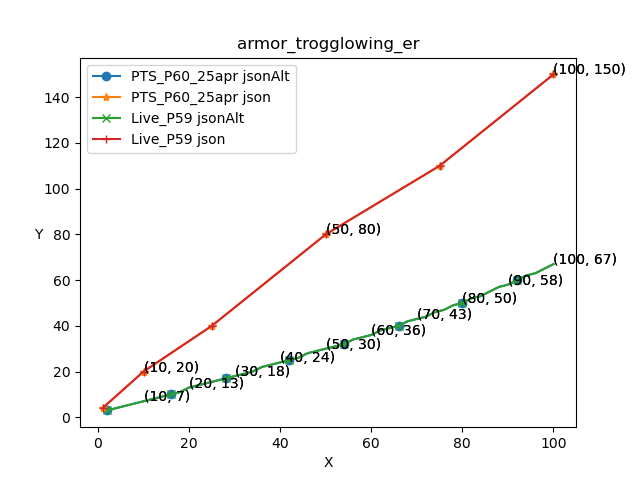 armor_trogglowing_er
PTS_P60_25apr jsonAlt
PTS_P60_25apr json
Live_P59 jsonAlt
Live_P59 json
(100, 150)
(50, 80)
(10, 20)
(100, 67)
(90, 58)
(80, 50)
(70, 43)
(60, 36)
(50, 30)
(40, 24)
(30, 18)
(20, 13)
(10, 7)
140
120
100
80
60
40
20
0
Y
0 20 40 60 80 100
X